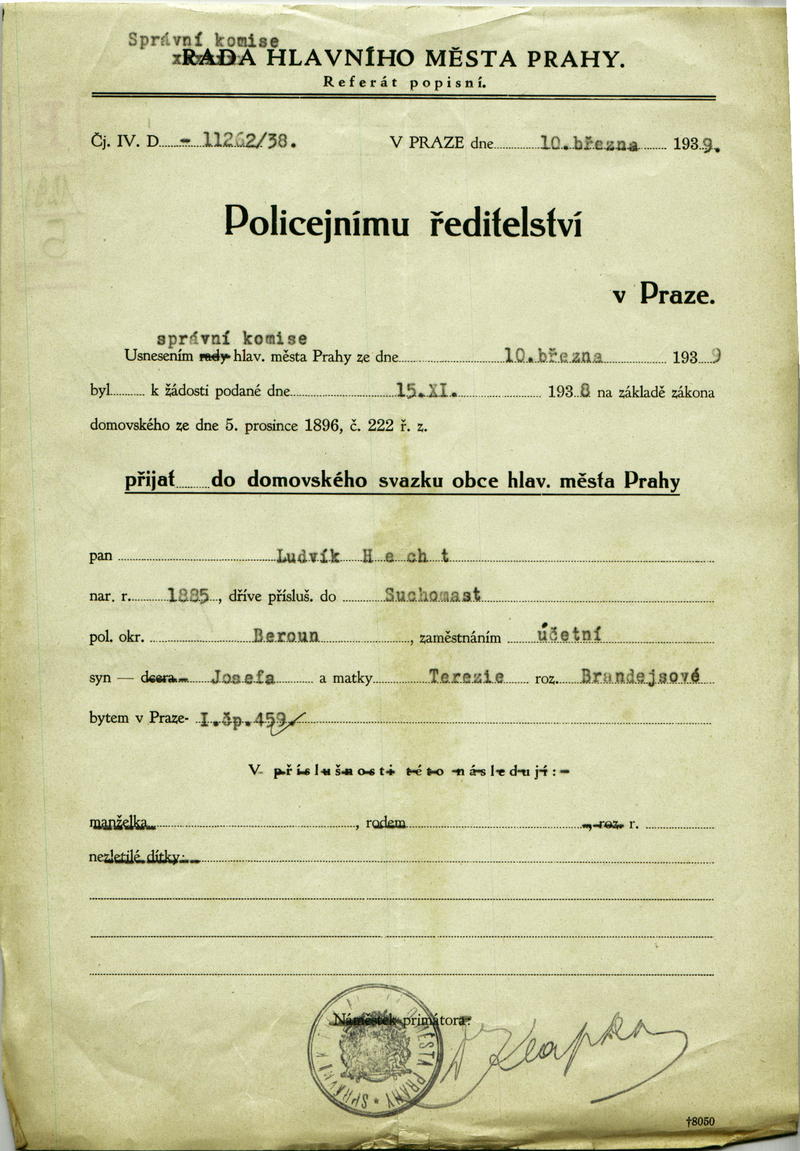 Správní komise
RADA HLAVNÍHO MĚSTA PRAHY.
Referát popisní.
Čj. IV. D - 11262/38. V PRAZE dne 10. března 1939.
Policejnímu ředitelství
v Praze.
správní komise
Usnesením rady hlav. města Prahy ze dne 10. března 1939
byl k žádosti podané dne 15.XI. 1938 na základě zákona
domovského ze dne 5. prosince 1896, č. 222 ř. z.
přijat do domovského svazku obce hlav. města Prahy
pan Ludvík Hecht
nar. r. 1885, dříve přísluš. do Suchomast
pol. okr. Beroun, zaměstnáním účetní
syn — dcera Josefa a matky Terezie roz. Brandejsové
bytem v Praze- I.čp.459
V příslušnosti této následují:
manželka, rodem, roz. r.
nezletilé dítky:
Náměstek primátora:
Dr Klapka
SPRÁVNÍ MĚSTA PRAHY
†8050